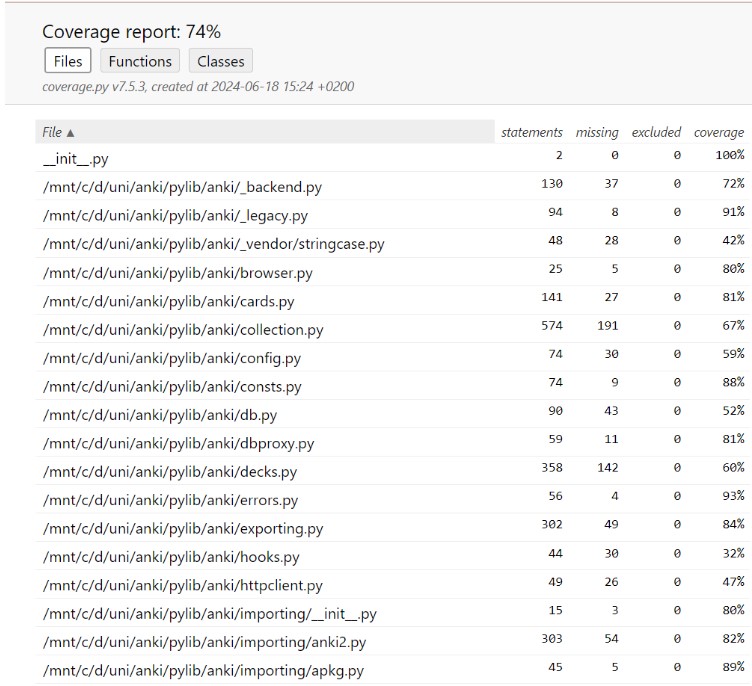 Coverage report: 74%
Files Functions Classes
coverage.py v7.5.3, created at 2024-06-18 15:24 +0200
File ▲ statements missing excluded coverage
__init__.py 2 0 0 100%
/mnt/c/d/uni/anki/pylib/anki/_backend.py 130 37 0 72%
/mnt/c/d/uni/anki/pylib/anki/_legacy.py 94 8 0 91%
/mnt/c/d/uni/anki/pylib/anki/_vendor/stringcase.py 48 28 0 42%
/mnt/c/d/uni/anki/pylib/anki/browser.py 25 5 0 80%
/mnt/c/d/uni/anki/pylib/anki/cards.py 141 27 0 81%
/mnt/c/d/uni/anki/pylib/anki/collection.py 574 191 0 67%
/mnt/c/d/uni/anki/pylib/anki/config.py 74 30 0 59%
/mnt/c/d/uni/anki/pylib/anki/consts.py 74 9 0 88%
/mnt/c/d/uni/anki/pylib/anki/db.py 90 43 0 52%
/mnt/c/d/uni/anki/pylib/anki/dbproxy.py 59 11 0 81%
/mnt/c/d/uni/anki/pylib/anki/decks.py 358 142 0 60%
/mnt/c/d/uni/anki/pylib/anki/errors.py 56 4 0 93%
/mnt/c/d/uni/anki/pylib/anki/exporting.py 302 49 0 84%
/mnt/c/d/uni/anki/pylib/anki/hooks.py 44 30 0 32%
/mnt/c/d/uni/anki/pylib/anki/httpclient.py 49 26 0 47%
/mnt/c/d/uni/anki/pylib/anki/importing/__init__.py 15 3 0 80%
/mnt/c/d/uni/anki/pylib/anki/importing/anki2.py 303 54 0 82%
/mnt/c/d/uni/anki/pylib/anki/importing/apkg.py 45 5 0 89%